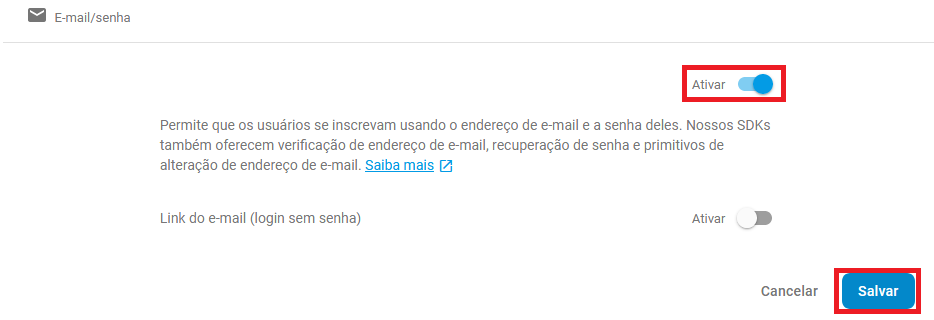 E-mail/senha
Ativar
Permite que os usuários se inscrevam usando o endereço de e-mail e a senha deles. Nossos SDKs
também oferecem verificação de endereço de e-mail, recuperação de senha e primitivos de
alteração de endereço de e-mail. Saiba mais
Link do e-mail (login sem senha) Ativar
Cancelar Salvar